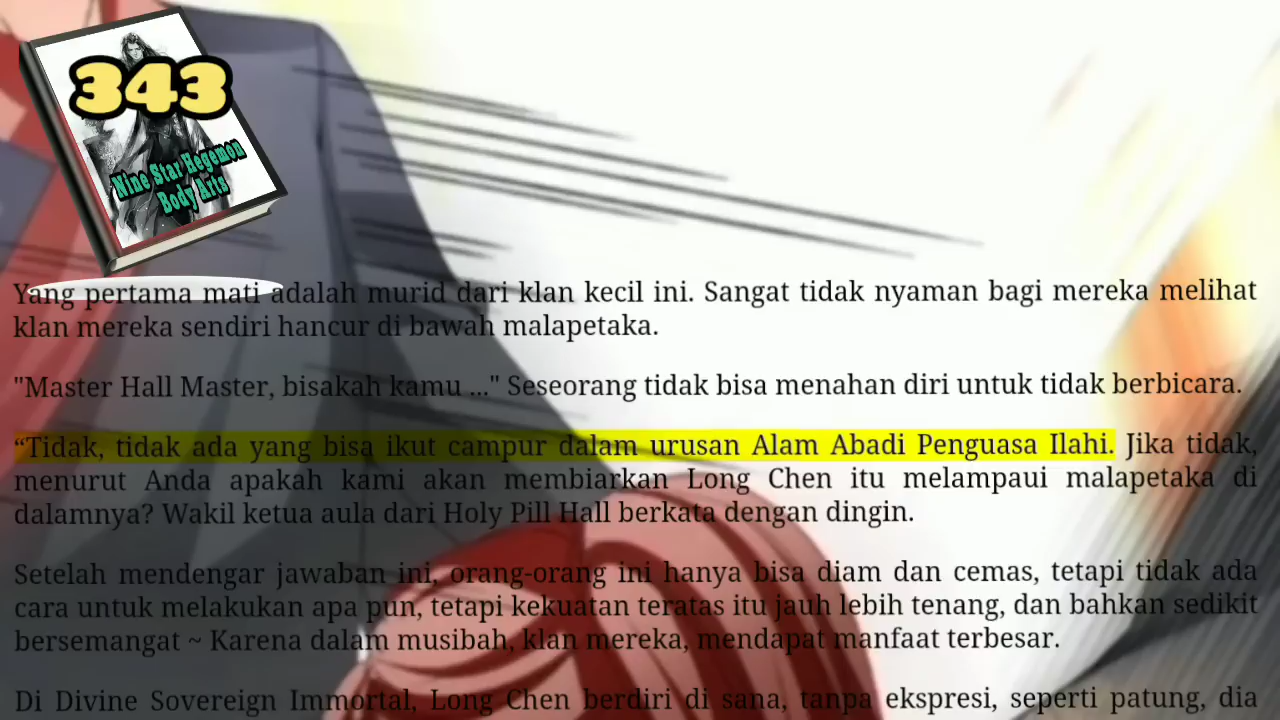 343
Nine Star Hegemon
Body Arts
Yang pertama mati adalah murid dari klan kecil ini. Sangat tidak nyaman bagi mereka melihat
klan mereka sendiri hancur di bawah malapetaka.
"Master Hall Master, bisakah kamu ..." Seseorang tidak bisa menahan diri untuk tidak berbicara.
“Tidak, tidak ada yang bisa ikut campur dalam urusan Alam Abadi Penguasa Ilahi. Jika tidak,
menurut Anda apakah kami akan membiarkan Long Chen itu melampaui malapetaka di
dalamnya? Wakil ketua aula dari Holy Pill Hall berkata dengan dingin.
Setelah mendengar jawaban ini, orang-orang ini hanya bisa diam dan cemas, tetapi tidak ada
cara untuk melakukan apa pun, tetapi kekuatan teratas itu jauh lebih tenang, dan bahkan sedikit
bersemangat ~ Karena dalam musibah, klan mereka, mendapat manfaat terbesar.
Di Divine Sovereign Immortal, Long Chen berdiri di sana, tanpa ekspresi, seperti patung, dia